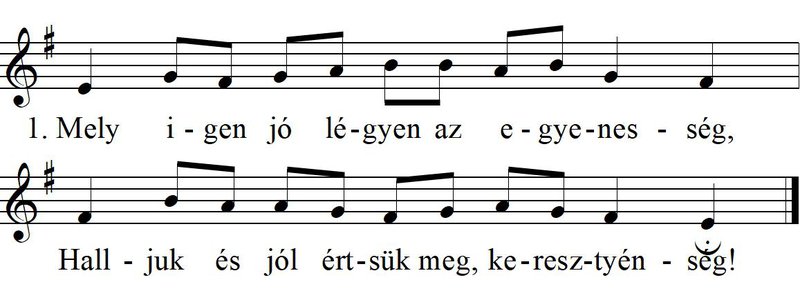 1. Mely i - gen jó lé-gyen az e - gye-nes - ség,
Hall - juk és jól ért-sük meg, ke-resz-tyén - ség!